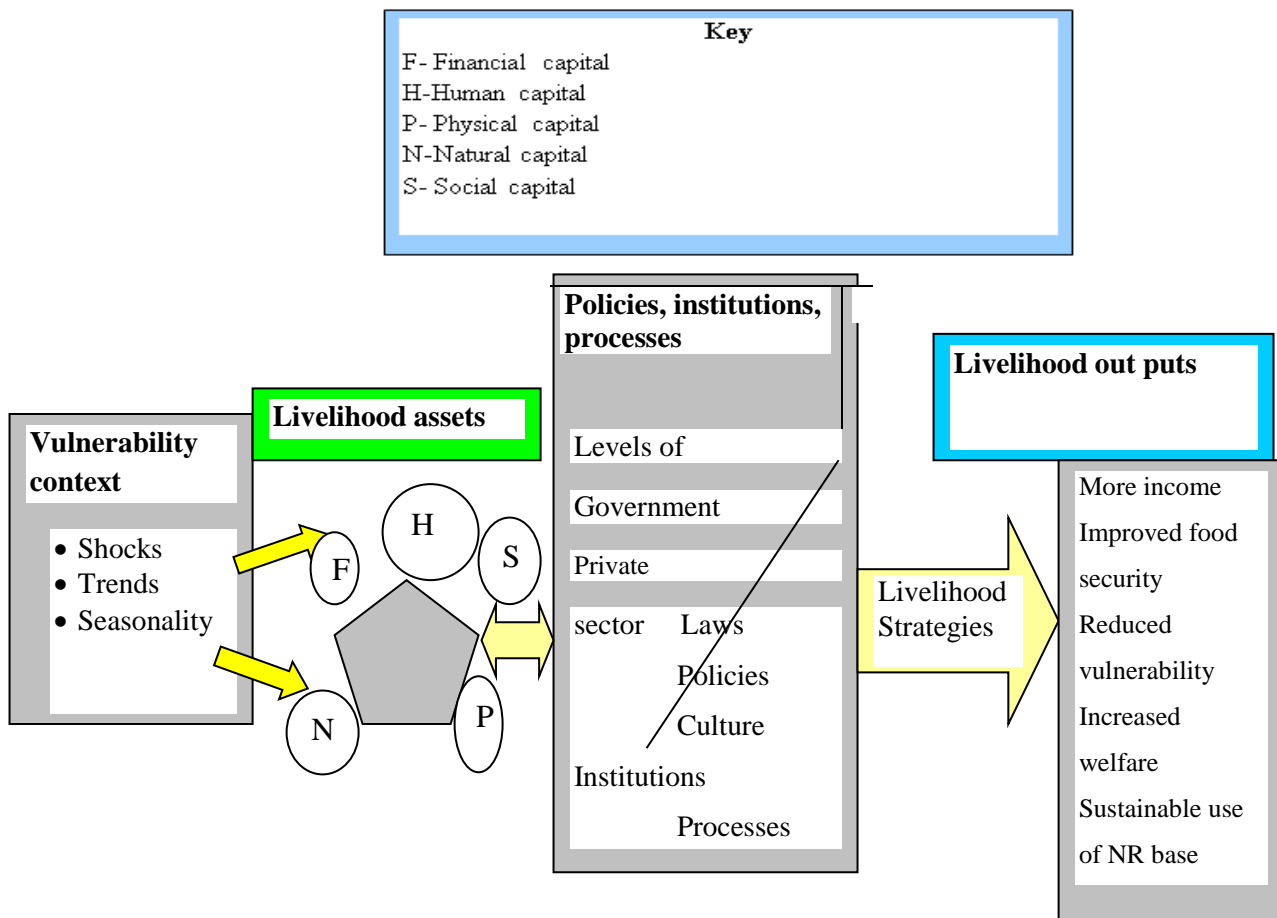 Key
F- Financial capital
H-Human capital
P- Physical capital
N-Natural capital
S- Social capital
Vulnerability
context
• Shocks
• Trends
• Seasonality
Livelihood assets
H
S
F
N
P
Policies, institutions,
processes
Levels of
Government
Private
sector Laws
Policies
Culture
Institutions
Processes
Livelihood
Strategies
Livelihood out puts
More income
Improved food
security
Reduced
vulnerability
Increased
welfare
Sustainable use
of NR base